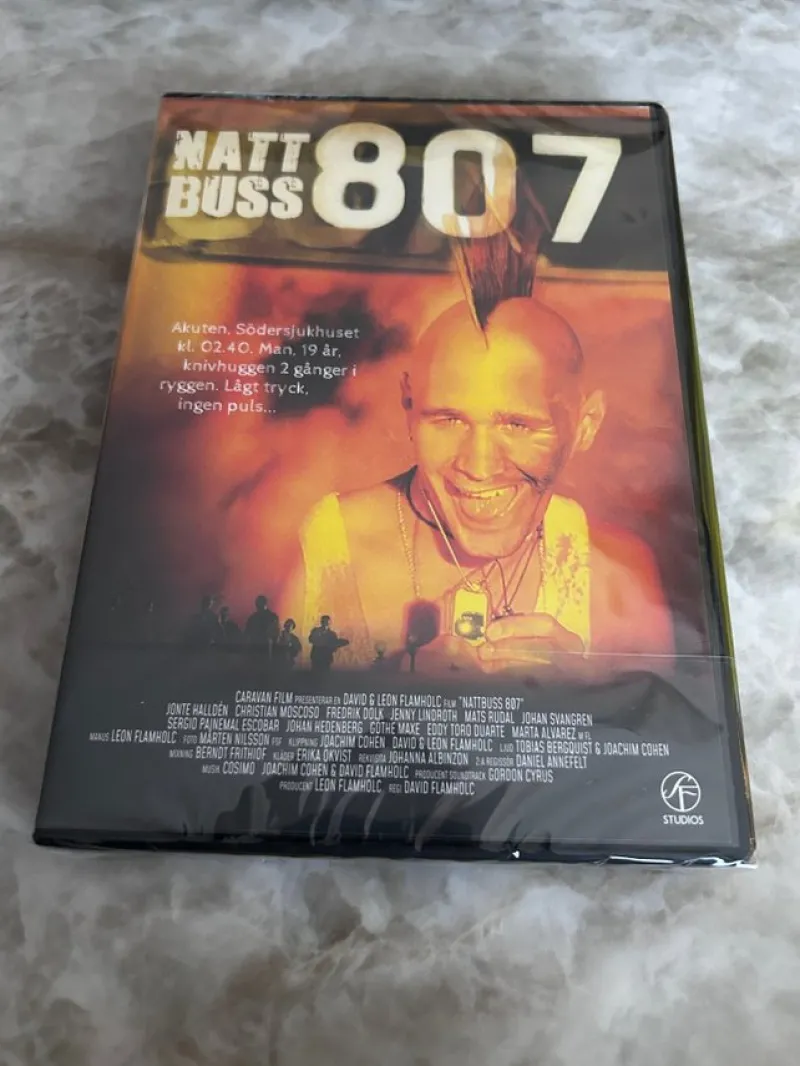 NATT
BUSS 807
Akuten, Södersjukhuset
kl. 02.40. Man, 19 år,
knivhuggen 2 gånger i
ryggen. Lågt tryck,
ingen puls...
CARAVAN FILM PRESENTERAR EN DAVID & LEON FLAMHOLC FILM "NATTBUSS 807"
JONTE HALLDÉN CHRISTIAN MOSCOSO FREDRIK DOLK JENNY LINDROTH MATS RUDAL JOHAN SVANGREN
SERGIO PAJNEMAL ESCOBAR JOHAN HEDENBERG GÖTHE MAXE EDDY TORO DUARTE MARTA ALVAREZ M FL
MANUS LEON FLAMHOLC FOTO MÅRTEN NILSSON FSF KLIPPNING JOACHIM COHEN DAVID & LEON FLAMHOLC LJUD TOBIAS BERGQUIST & JOACHIM COHEN
MIXNING BERNDT FRITHIOF KLÄDER ERIKA ÖKVIST REKVISITA JOHANNA ALBINZON 2:A REGISSÖR DANIEL ANNEFELT
MUSIK COSIMO JOACHIM COHEN & DAVID FLAMHOLC PRODUCENT SOUNDTRACK GORDON CYRUS
PRODUCENT LEON FLAMHOLC REGI DAVID FLAMHOLC
SF
STUDIOS